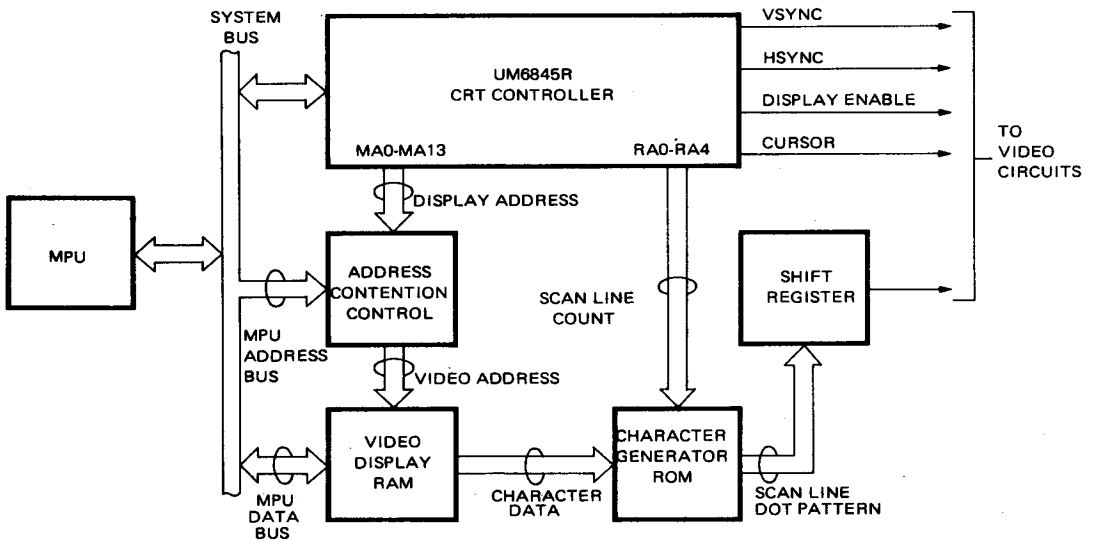 SYSTEM
BUS
UM6845R
CRT CONTROLLER
MA0-MA13
RA0-RA4
VSYNC
HSYNC
DISPLAY ENABLE
CURSOR
TO
VIDEO
CIRCUITS
DISPLAY ADDRESS
MPU
ADDRESS
CONTENTION
CONTROL
SCAN LINE
COUNT
SHIFT
REGISTER
MPU
ADDRESS
BUS
VIDEO ADDRESS
VIDEO
DISPLAY
RAM
CHARACTER
GENERATOR
ROM
MPU
DATA
BUS
CHARACTER
DATA
SCAN LINE
DOT PATTERN